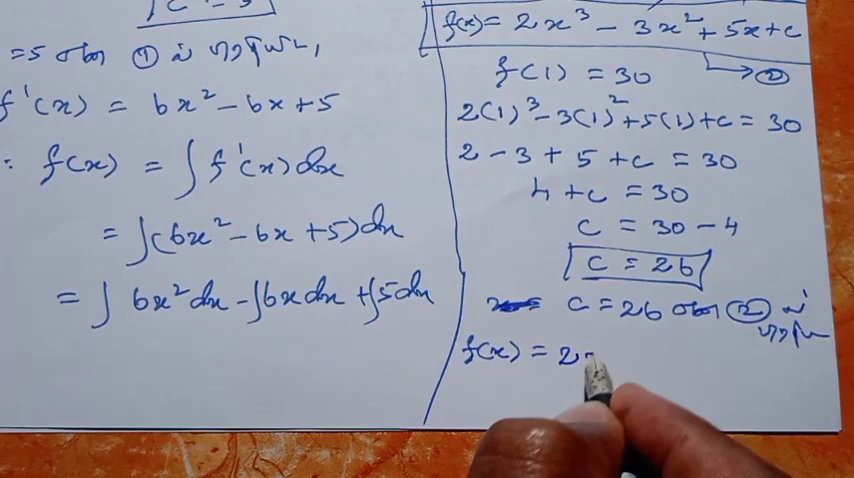 c = 5
=5 ஐ ① ல்
f'(x) = 6x² - 6x + 5
∴ f(x) = ∫ f'(x) dx
= ∫(6x² - 6x + 5) dx
= ∫ 6x² dx - ∫6x dx + ∫5 dx
f(x) = 2x³ - 3x² + 5x + c
→ ②
f(1) = 30
2(1)³ - 3(1)² + 5(1) + c = 30
2 - 3 + 5 + c = 30
4 + c = 30
c = 30 - 4
c = 26
c = 26 ②
f(x) = 2